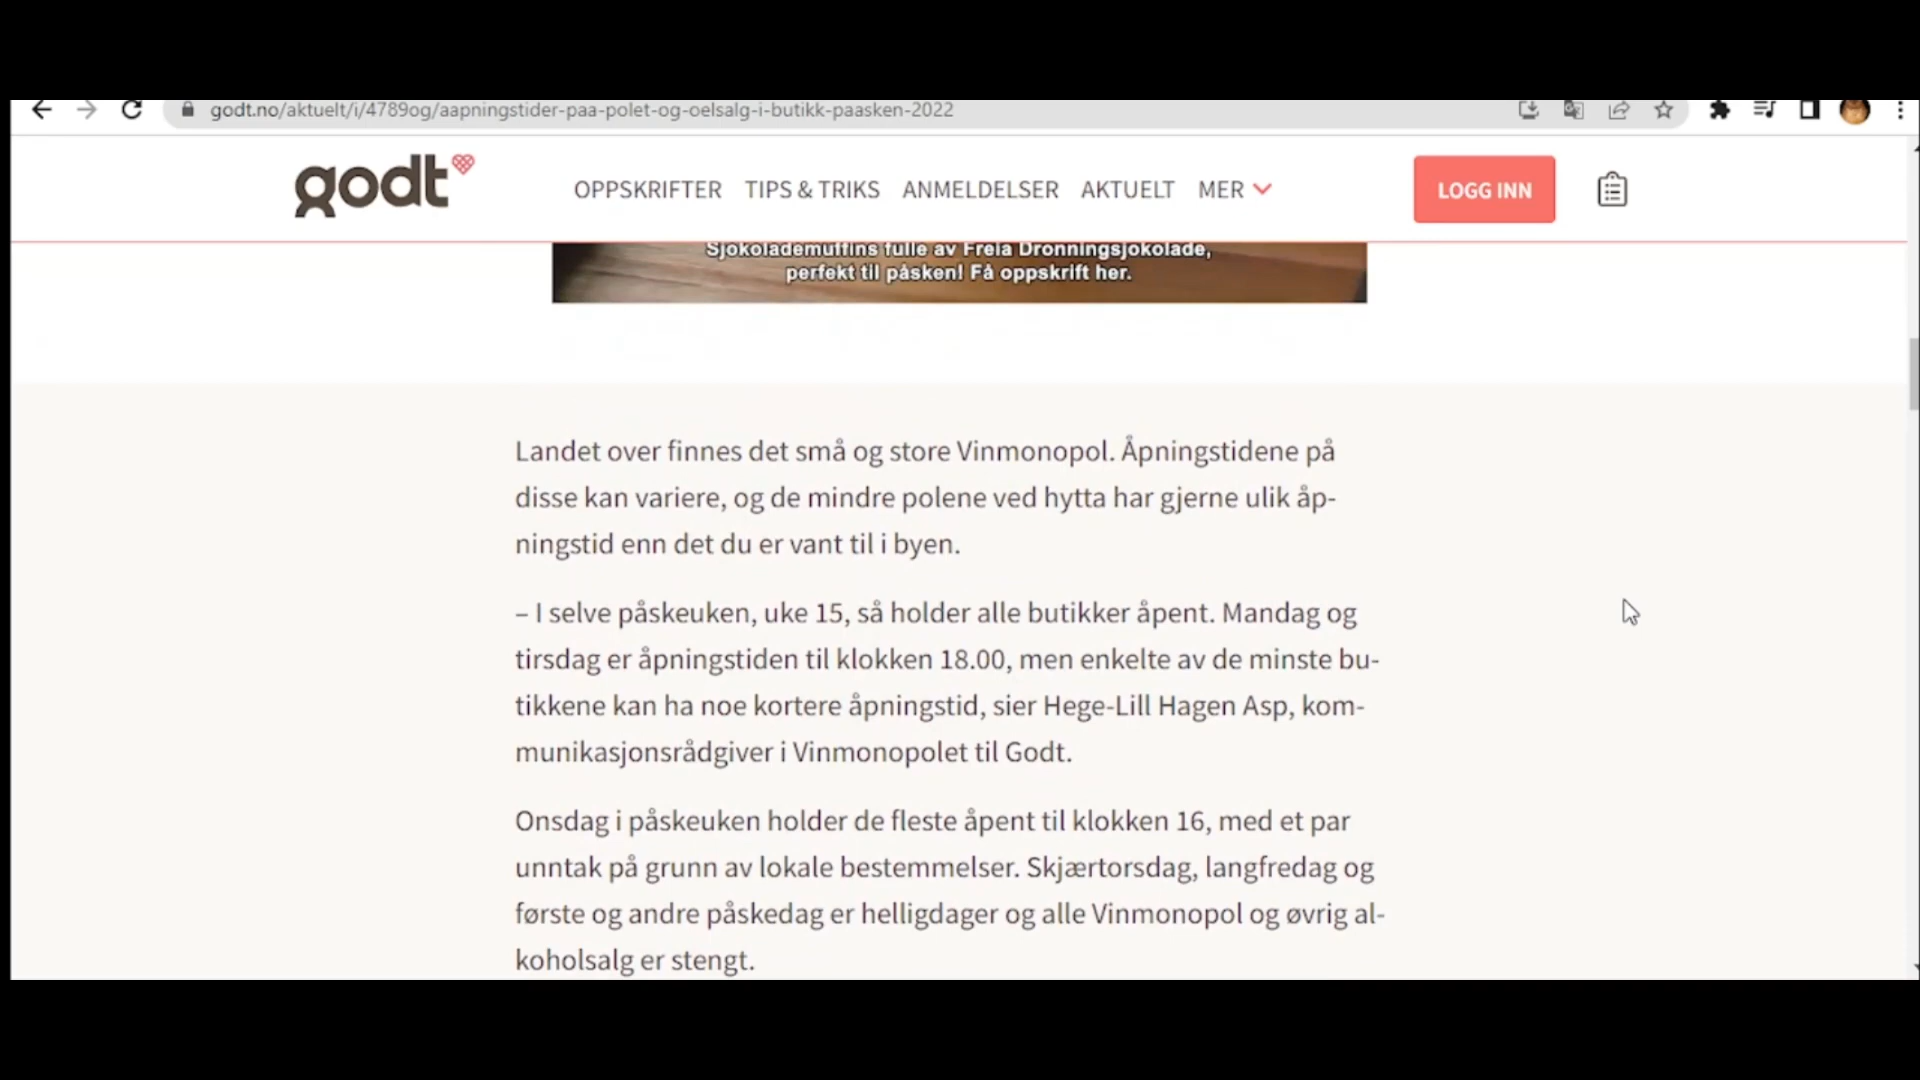 godt.no/aktuelt/i/4789og/aapningstider-paa-polet-og-oelsalg-i-butikk-paasken-2022
godt
OPPSKRIFTER TIPS & TRIKS ANMELDELSER AKTUELT MER
LOGG INN
Sjokolademuffins fulle av Freia Dronningsjokolade,
perfekt til påsken! Få oppskrift her.
Landet over finnes det små og store Vinmonopol. Åpningstidene på
disse kan variere, og de mindre polene ved hytta har gjerne ulik åp-
ningstid enn det du er vant til i byen.
– I selve påskeuken, uke 15, så holder alle butikker åpent. Mandag og
tirsdag er åpningstiden til klokken 18.00, men enkelte av de minste bu-
tikkene kan ha noe kortere åpningstid, sier Hege-Lill Hagen Asp, kom-
munikasjonsrådgiver i Vinmonopolet til Godt.
Onsdag i påskeuken holder de fleste åpent til klokken 16, med et par
unntak på grunn av lokale bestemmelser. Skjærtorsdag, langfredag og
første og andre påskedag er helligdager og alle Vinmonopol og øvrig al-
koholsalg er stengt.